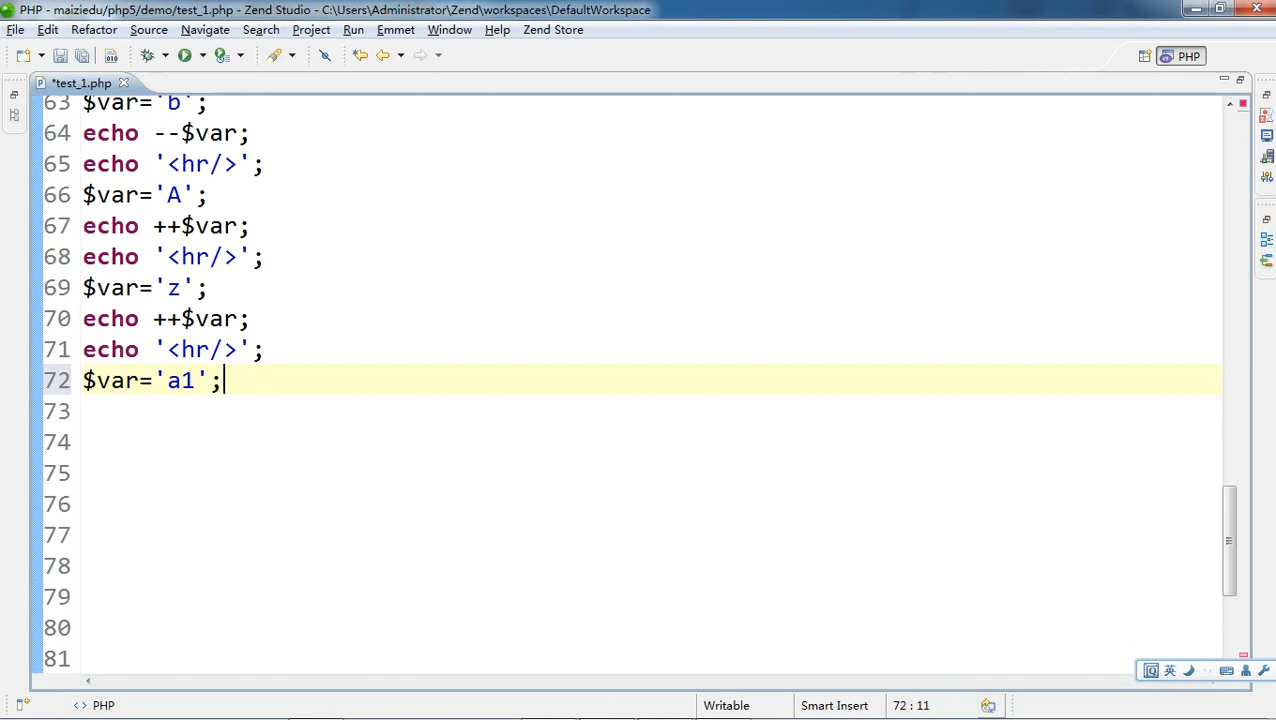 PHP - maiziedu/php5/demo/test_1.php - Zend Studio - C:\Users\Administrator\Zend\workspaces\DefaultWorkspace
File Edit Refactor Source Navigate Search Project Run Emmet Window Help Zend Store
PHP
*test_1.php
63 $var='b';
64 echo --$var;
65 echo '<hr/>';
66 $var='A';
67 echo ++$var;
68 echo '<hr/>';
69 $var='z';
70 echo ++$var;
71 echo '<hr/>';
72 $var='a1';
73
74
75
76
77
78
79
80
81
英
<> PHP Writable Smart Insert 72 : 11